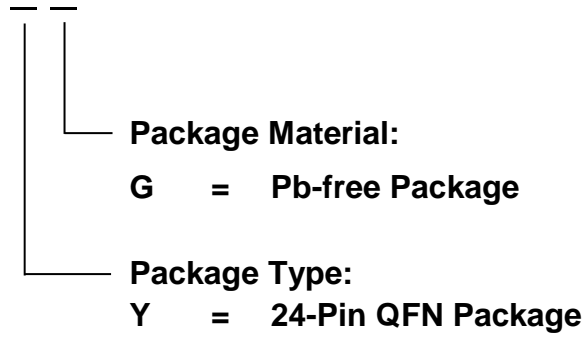 Package Material:
G = Pb-free Package
Package Type:
Y = 24-Pin QFN Package